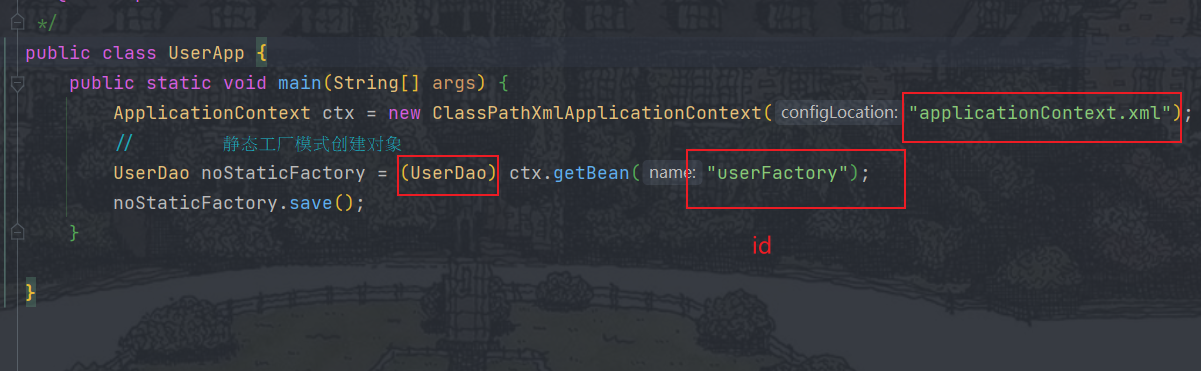 */
public class UserApp {
public static void main(String[] args) {
ApplicationContext ctx = new ClassPathXmlApplicationContext( configLocation: "applicationContext.xml");
// 静态工厂模式创建对象
UserDao noStaticFactory = (UserDao) ctx.getBean( name: "userFactory");
noStaticFactory.save();
}
id
}